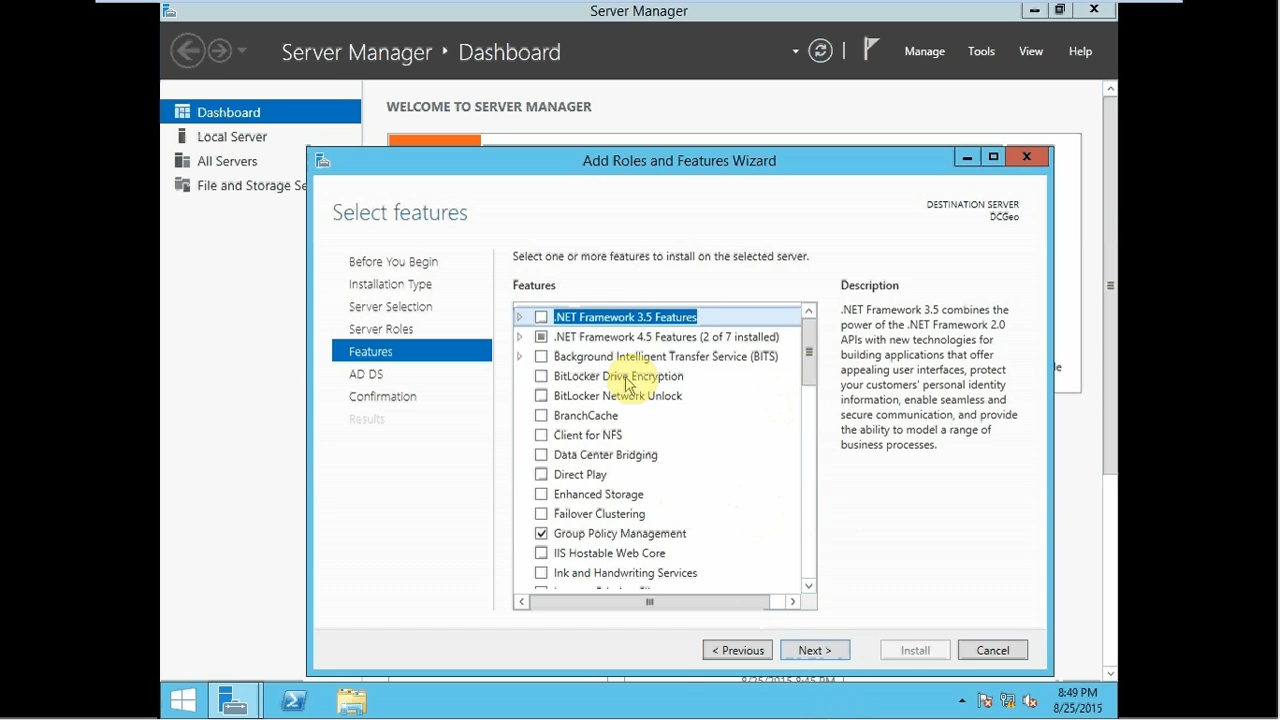 Server Manager
Server Manager • Dashboard
Manage
Tools
View
Help
Dashboard
Local Server
All Servers
File and Storage Se
WELCOME TO SERVER MANAGER
Add Roles and Features Wizard
Select features
DESTINATION SERVER
DCGeo
Before You Begin
Installation Type
Server Selection
Server Roles
Features
AD DS
Confirmation
Results
Select one or more features to install on the selected server.
Features
.NET Framework 3.5 Features
.NET Framework 4.5 Features (2 of 7 installed)
Background Intelligent Transfer Service (BITS)
BitLocker Drive Encryption
BitLocker Network Unlock
BranchCache
Client for NFS
Data Center Bridging
Direct Play
Enhanced Storage
Failover Clustering
Group Policy Management
IIS Hostable Web Core
Ink and Handwriting Services
Description
.NET Framework 3.5 combines the
power of the .NET Framework 2.0
APIs with new technologies for
building applications that offer
appealing user interfaces, protect
your customers' personal identity
information, enable seamless and
secure communication, and provide
the ability to model a range of
business processes.
< Previous
Next >
Install
Cancel
8/25/2015 8:45 PM
8:49 PM
8/25/2015